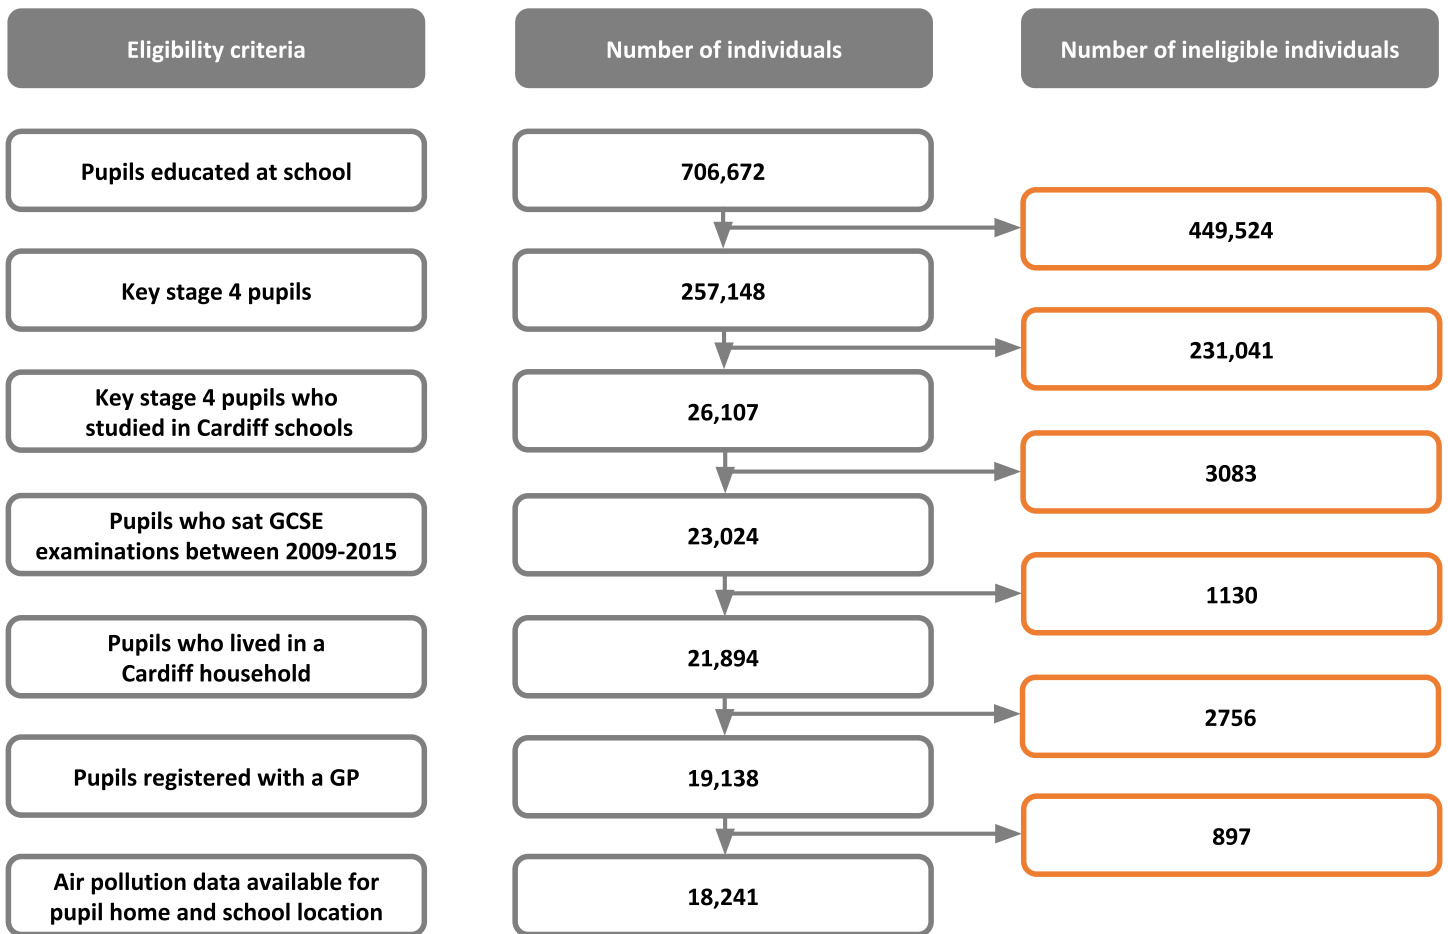 Eligibility criteria
Number of individuals
Number of ineligible individuals
Pupils educated at school
706,672
449,524
Key stage 4 pupils
257,148
231,041
Key stage 4 pupils who
studied in Cardiff schools
26,107
3083
Pupils who sat GCSE
examinations between 2009-2015
23,024
1130
Pupils who lived in a
Cardiff household
21,894
2756
Pupils registered with a GP
19,138
897
Air pollution data available for
pupil home and school location
18,241